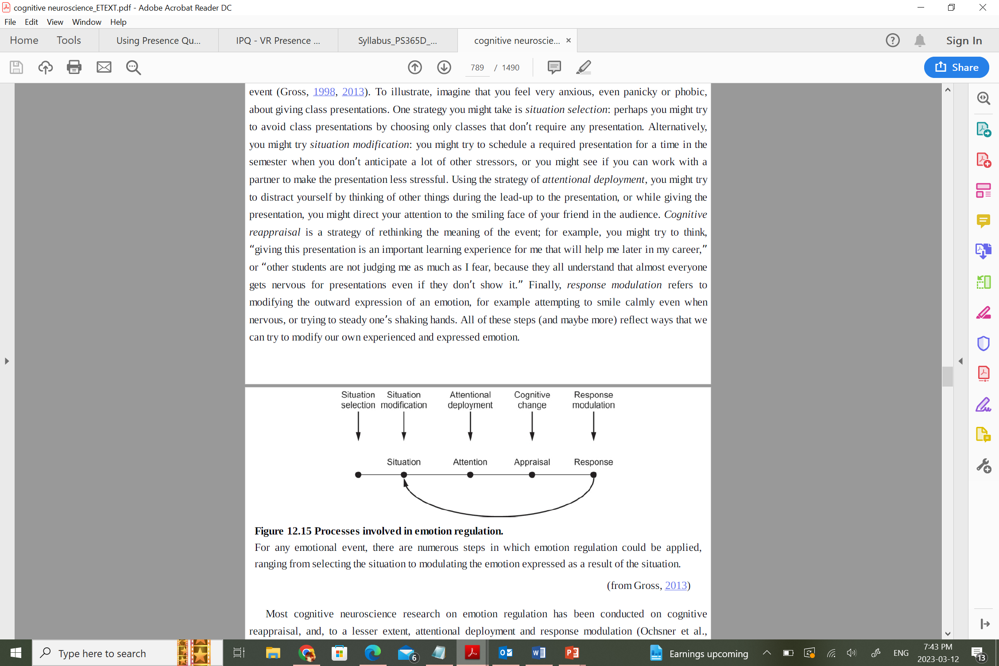 cognitive neuroscience_ETEXT.pdf - Adobe Acrobat Reader DC
File Edit View Window Help
Home Tools Using Presence Qu... IPQ - VR Presence ... Syllabus_PS365D_... cognitive neuroscie... × Sign In
789 / 1490 Share
event (Gross, 1998, 2013). To illustrate, imagine that you feel very anxious, even panicky or phobic,
about giving class presentations. One strategy you might take is situation selection: perhaps you might try
to avoid class presentations by choosing only classes that don’t require any presentation. Alternatively,
you might try situation modification: you might try to schedule a required presentation for a time in the
semester when you don’t anticipate a lot of other stressors, or you might see if you can work with a
partner to make the presentation less stressful. Using the strategy of attentional deployment, you might try
to distract yourself by thinking of other things during the lead-up to the presentation, or while giving the
presentation, you might direct your attention to the smiling face of your friend in the audience. Cognitive
reappraisal is a strategy of rethinking the meaning of the event; for example, you might try to think,
“giving this presentation is an important learning experience for me that will help me later in my career,”
or “other students are not judging me as much as I fear, because they all understand that almost everyone
gets nervous for presentations even if they don’t show it.” Finally, response modulation refers to
modifying the outward expression of an emotion, for example attempting to smile calmly even when
nervous, or trying to steady one’s shaking hands. All of these steps (and maybe more) reflect ways that we
can try to modify our own experienced and expressed emotion.
Situation Situation Attentional Cognitive Response
selection modification deployment change modulation
Situation Attention Appraisal Response
Figure 12.15 Processes involved in emotion regulation.
For any emotional event, there are numerous steps in which emotion regulation could be applied,
ranging from selecting the situation to modulating the emotion expressed as a result of the situation.
(from Gross, 2013)
Most cognitive neuroscience research on emotion regulation has been conducted on cognitive
reappraisal, and, to a lesser extent, attentional deployment and response modulation (Ochsner et al.,
Type here to search 6 Earnings upcoming ENG 7:43 PM
2023-03-12 13